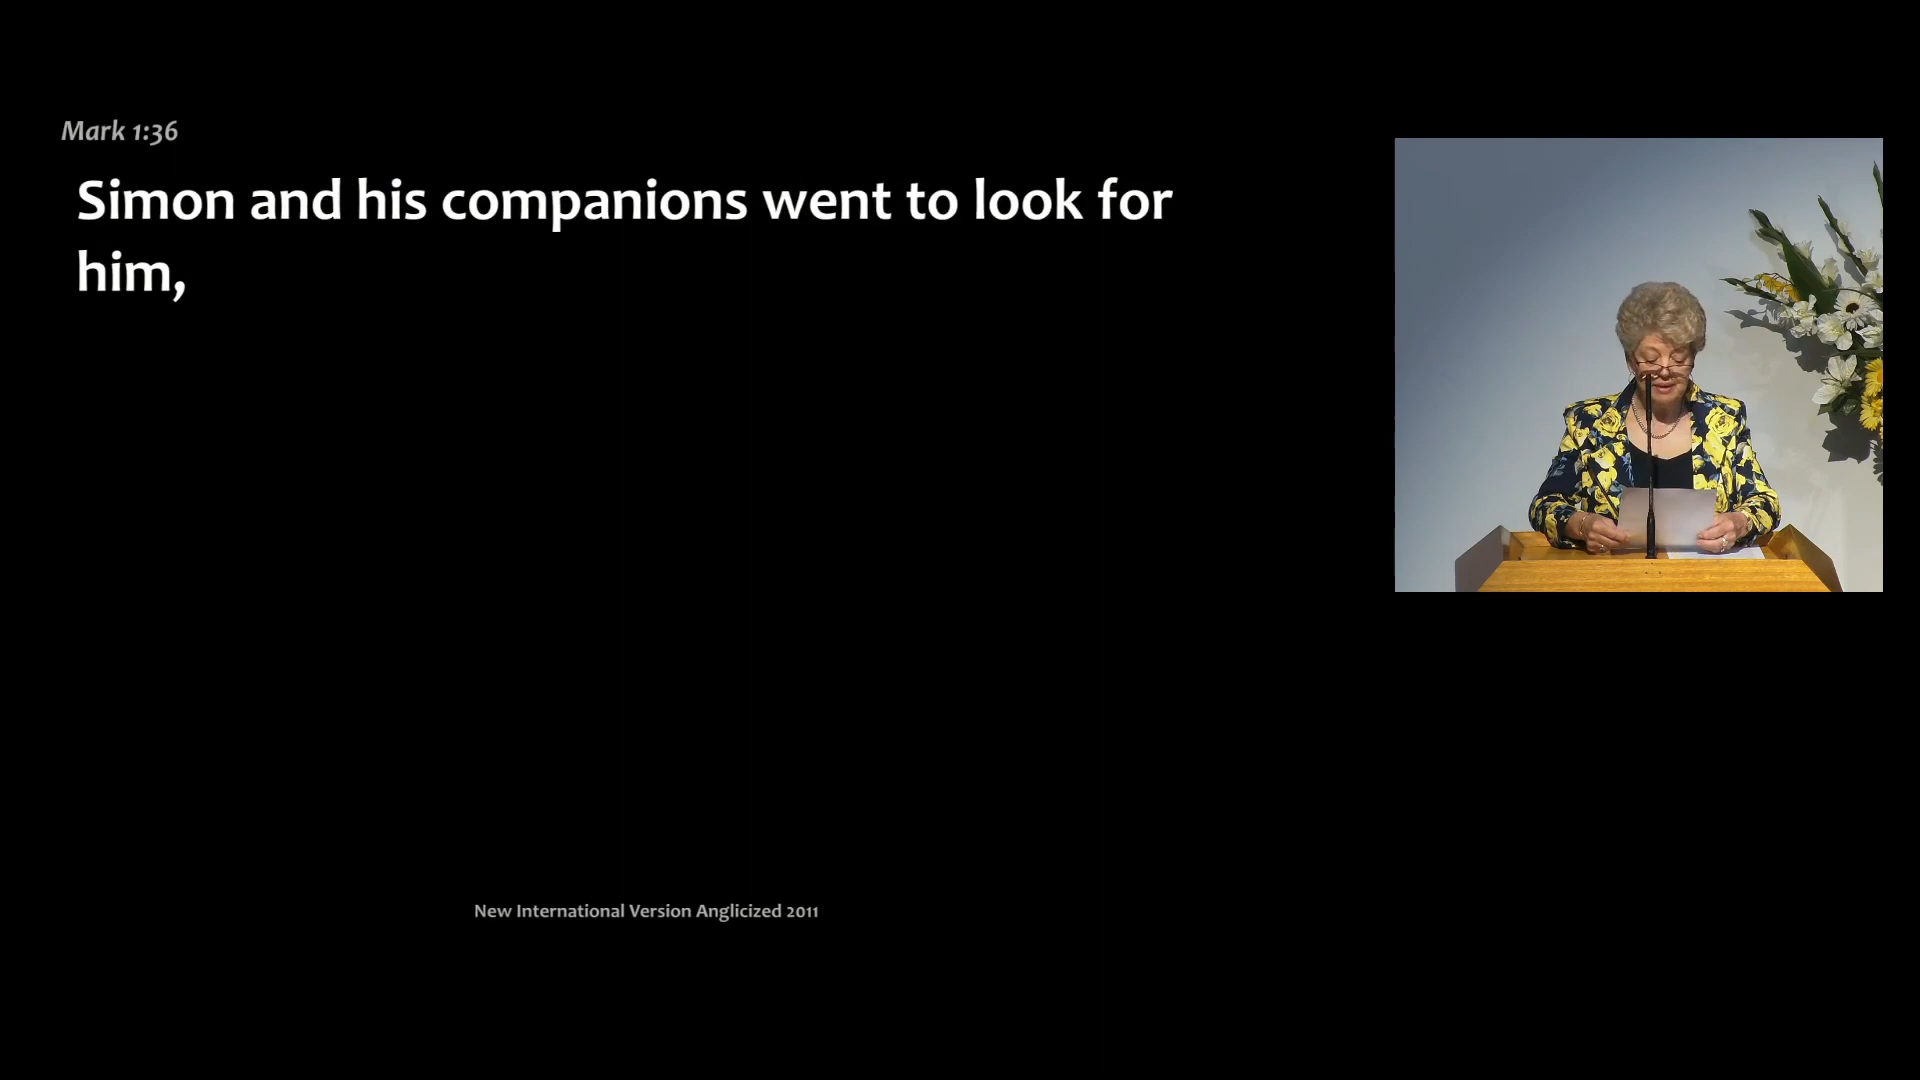 Mark 1:36
Simon and his companions went to look for
him,
New International Version Anglicized 2011